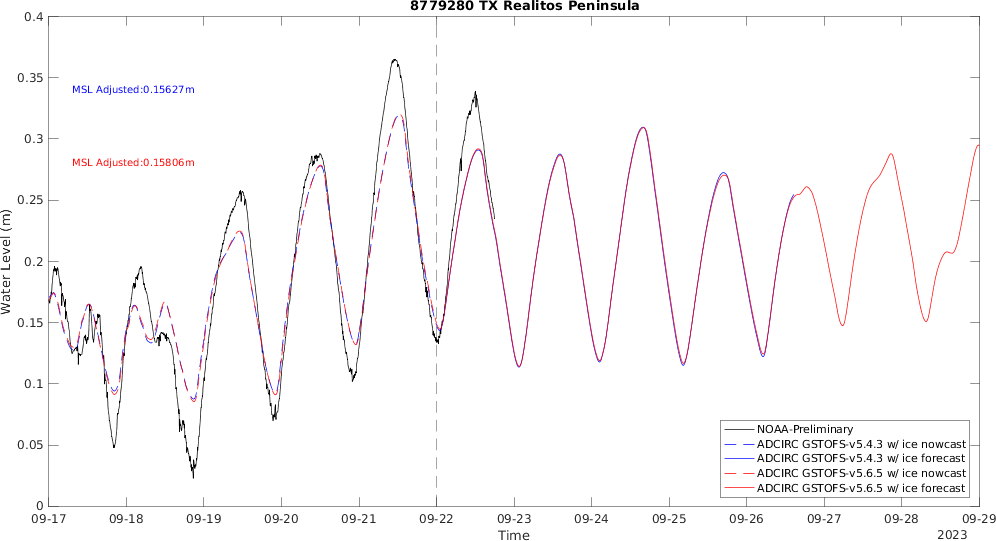 8779280 TX Realitos Peninsula
0.4
0.35
0.3
0.25
0.2
0.15
0.1
0.05
0
Water Level (m)
MSL Adjusted:0.15627m
MSL Adjusted:0.15806m
NOAA-Preliminary
ADCIRC GSTOFS-v5.4.3 w/ ice nowcast
ADCIRC GSTOFS-v5.4.3 w/ ice forecast
ADCIRC GSTOFS-v5.6.5 w/ ice nowcast
ADCIRC GSTOFS-v5.6.5 w/ ice forecast
09-17 09-18 09-19 09-20 09-21 09-22 09-23 09-24 09-25 09-26 09-27 09-28 09-29
Time
2023